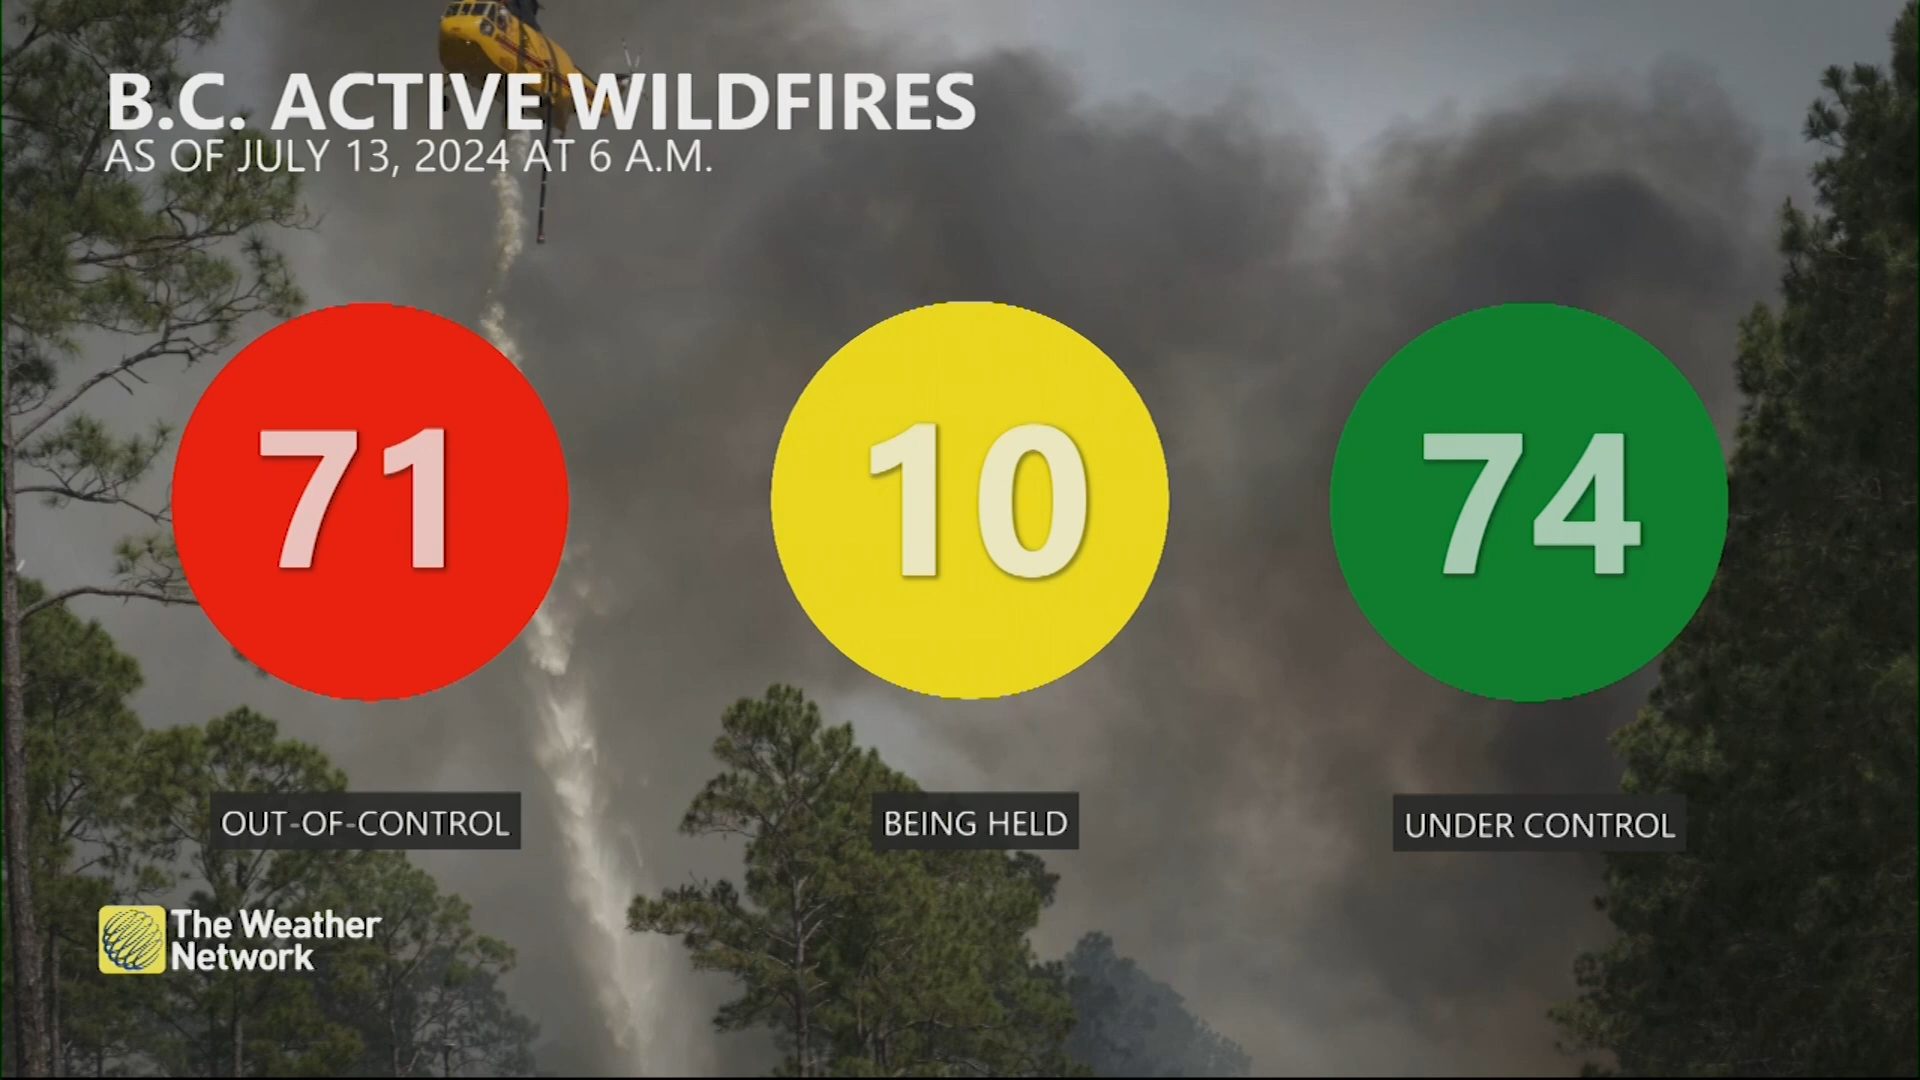 B.C. ACTIVE WILDFIRES
AS OF JULY 13, 2024 AT 6 A.M.
71
10
74
OUT-OF-CONTROL
BEING HELD
UNDER CONTROL
The Weather
Network